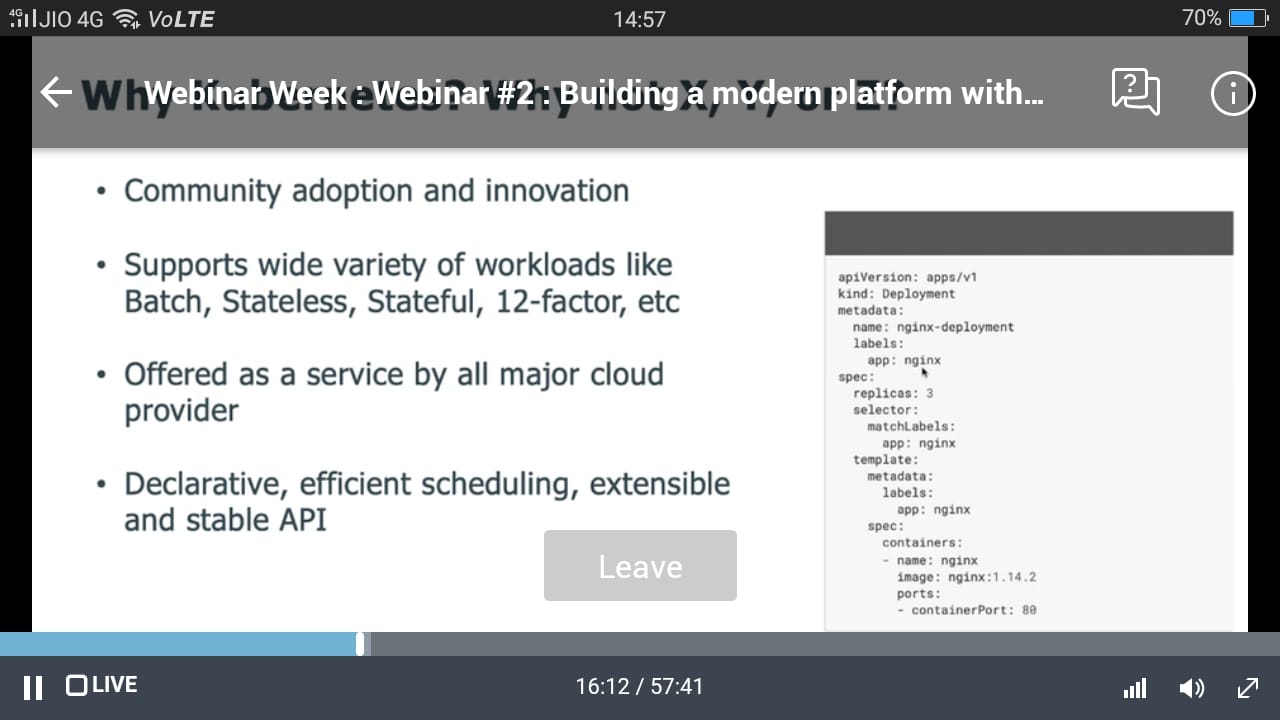 4G JIO 4G VoLTE 14:57 70%
Why Kubernetes? Why not X, Y, or Z?
Webinar Week : Webinar #2 : Building a modern platform with...
• Community adoption and innovation
• Supports wide variety of workloads like
Batch, Stateless, Stateful, 12-factor, etc
• Offered as a service by all major cloud
provider
• Declarative, efficient scheduling, extensible
and stable API
apiVersion: apps/v1
kind: Deployment
metadata:
  name: nginx-deployment
  labels:
    app: nginx
spec:
  replicas: 3
  selector:
    matchLabels:
      app: nginx
  template:
    metadata:
      labels:
        app: nginx
    spec:
      containers:
      - name: nginx
        image: nginx:1.14.2
        ports:
        - containerPort: 80
Leave
LIVE 16:12 / 57:41